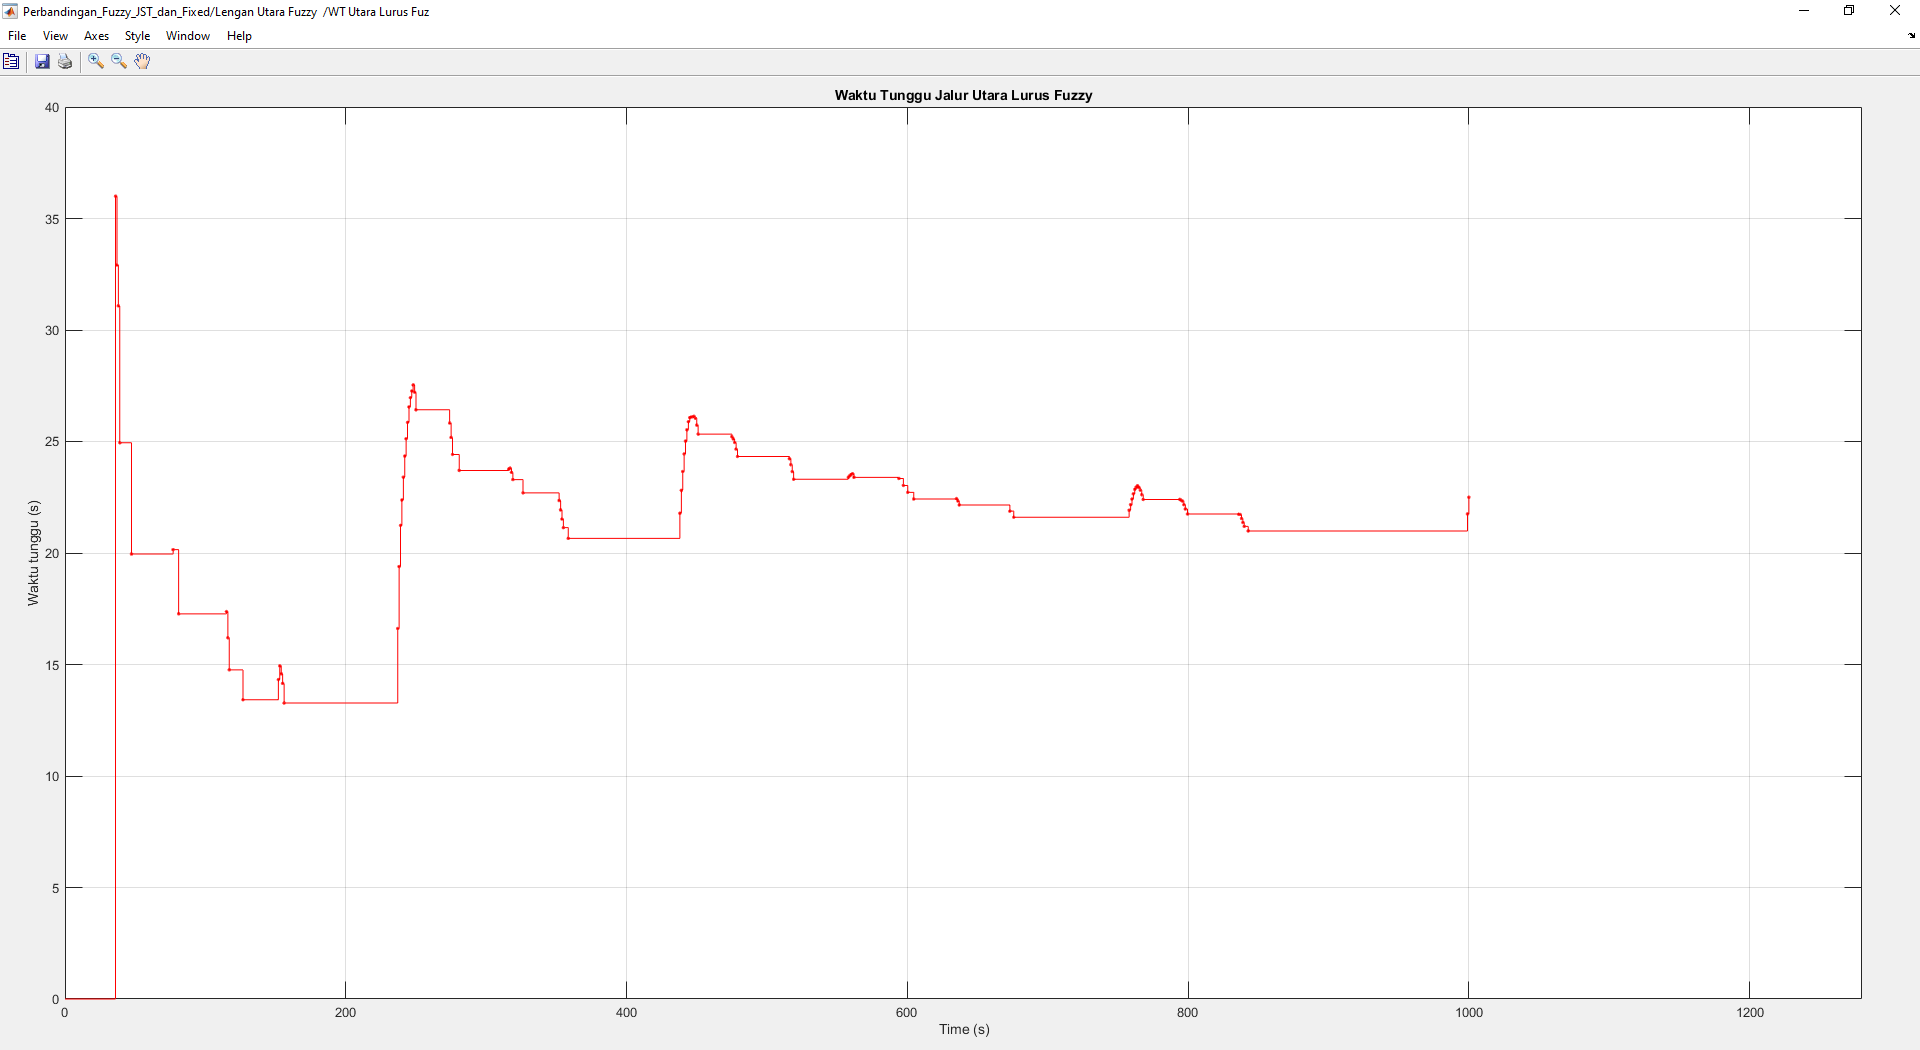 Perbandingan_Fuzzy_JST_dan_Fixed/Lengan Utara Fuzzy /WT Utara Lurus Fuz
File View Axes Style Window Help
Waktu Tunggu Jalur Utara Lurus Fuzzy
40
35
30
25
20
15
10
5
0
Waktu tunggu (s)
0 200 400 600 800 1000 1200
Time (s)